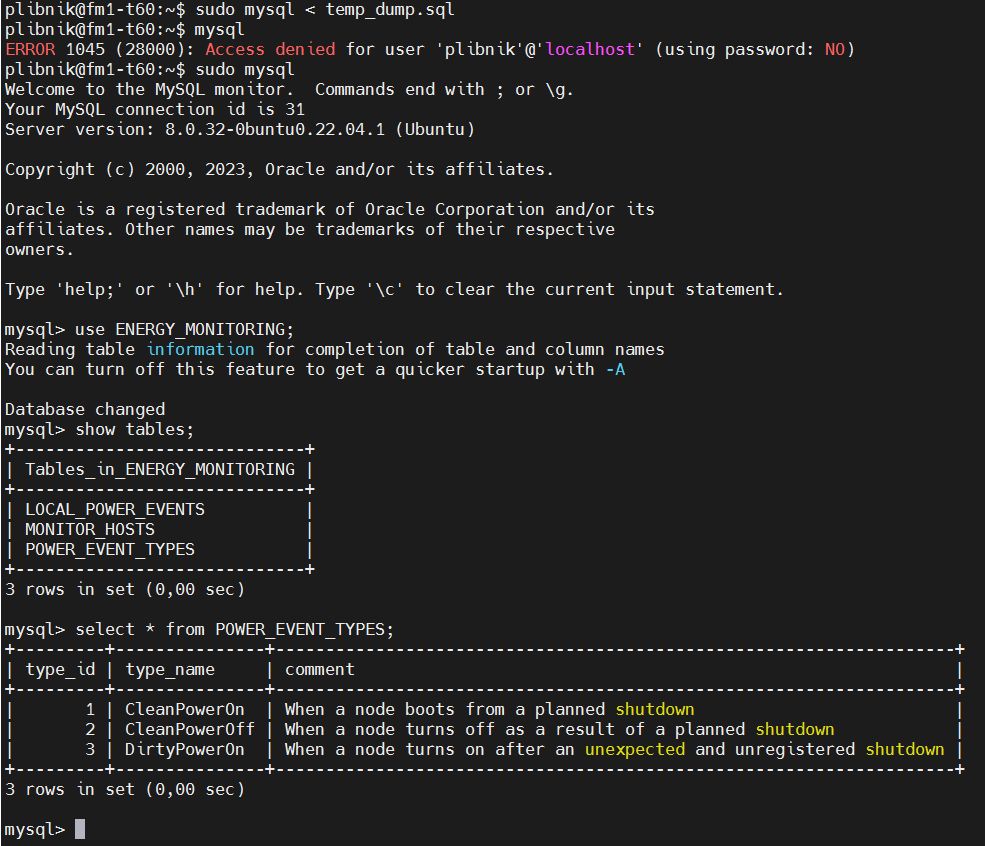 plibnik@fm1-t60:~$ sudo mysql < temp_dump.sql
plibnik@fm1-t60:~$ mysql
ERROR 1045 (28000): Access denied for user 'plibnik'@'localhost' (using password: NO)
plibnik@fm1-t60:~$ sudo mysql
Welcome to the MySQL monitor.  Commands end with ; or \g.
Your MySQL connection id is 31
Server version: 8.0.32-0buntu0.22.04.1 (Ubuntu)

Copyright (c) 2000, 2023, Oracle and/or its affiliates.

Oracle is a registered trademark of Oracle Corporation and/or its
affiliates. Other names may be trademarks of their respective
owners.

Type 'help;' or '\h' for help. Type '\c' to clear the current input statement.

mysql> use ENERGY_MONITORING;
Reading table information for completion of table and column names
You can turn off this feature to get a quicker startup with -A

Database changed
mysql> show tables;
+-----------------------------+
| Tables_in_ENERGY_MONITORING |
+-----------------------------+
| LOCAL_POWER_EVENTS          |
| MONITOR_HOSTS               |
| POWER_EVENT_TYPES           |
+-----------------------------+
3 rows in set (0,00 sec)

mysql> select * from POWER_EVENT_TYPES;
+---------+---------------+--------------------------------------------------------------------+
| type_id | type_name     | comment                                                            |
+---------+---------------+--------------------------------------------------------------------+
|       1 | CleanPowerOn  | When a node boots from a planned shutdown                          |
|       2 | CleanPowerOff | When a node turns off as a result of a planned shutdown            |
|       3 | DirtyPowerOn  | When a node turns on after an unexpected and unregistered shutdown |
+---------+---------------+--------------------------------------------------------------------+
3 rows in set (0,00 sec)

mysql>